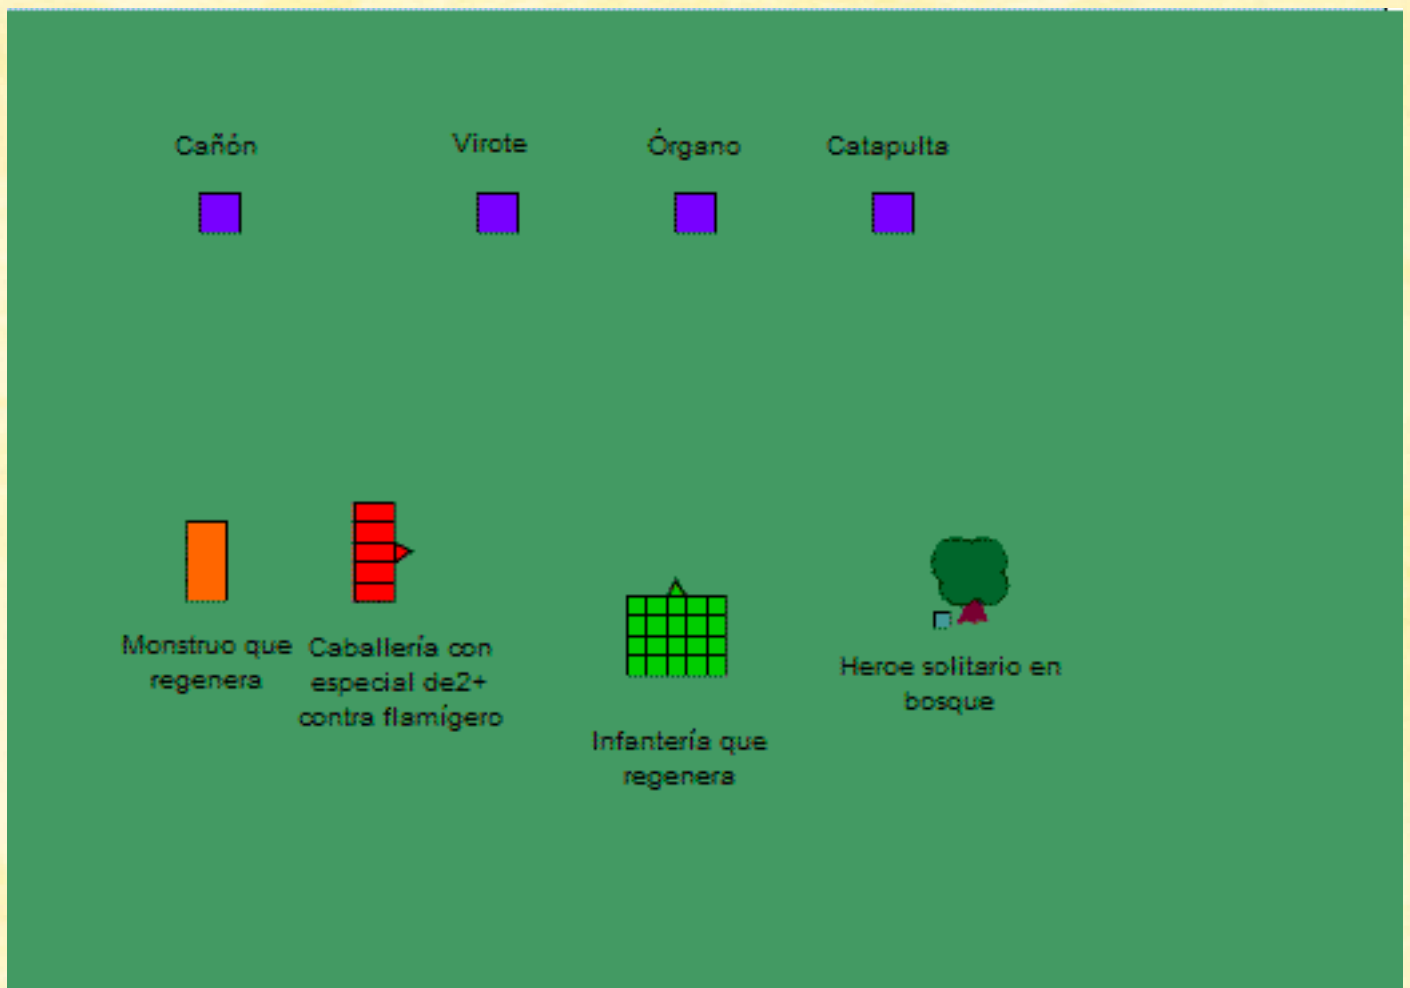 Cañón
Virote
Órgano
Catapulta
Monstruo que
regenera
Caballería con
especial de2+
contra flamígero
Infantería que
regenera
Heroe solitario en
bosque